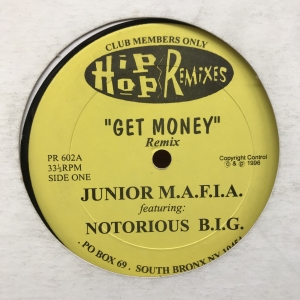 CLUB MEMBERS ONLY
HIP HOP REMIXES
"GET MONEY"
Remix
PR 602A
33⅓RPM
SIDE ONE
Copyright Control
© & ℗ 1996
JUNIOR M.A.F.I.A.
featuring:
NOTORIOUS B.I.G.
. PO BOX 69 . SOUTH BRONX NY